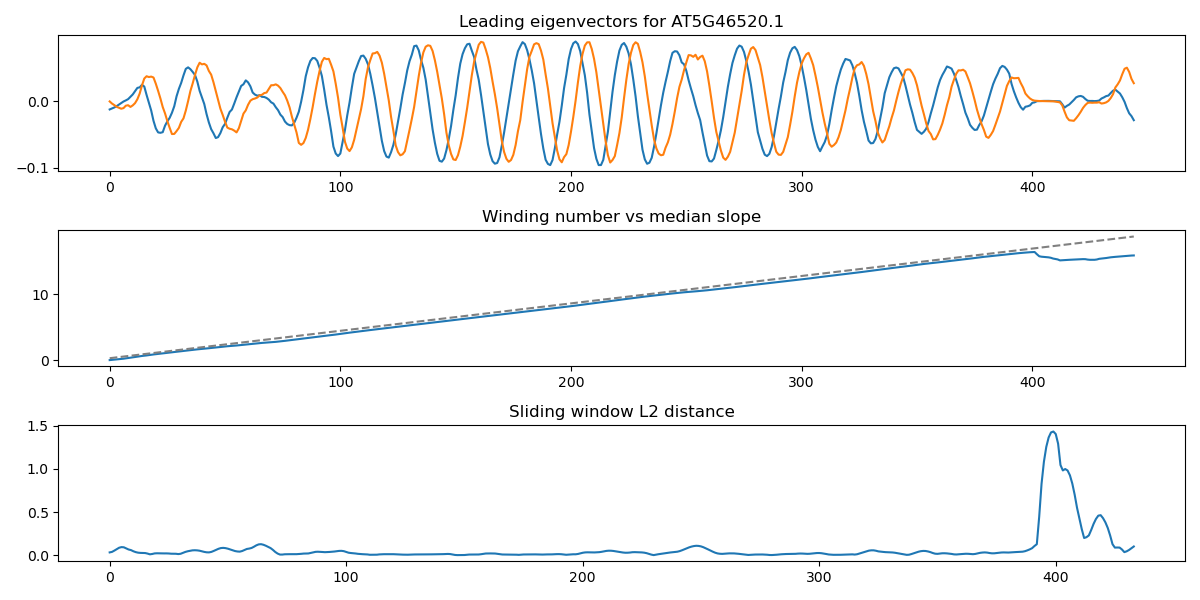 Leading eigenvectors for AT5G46520.1
0.0
−0.1
0 100 200 300 400
Winding number vs median slope
10
0
0 100 200 300 400
Sliding window L2 distance
1.5
1.0
0.5
0.0
0 100 200 300 400